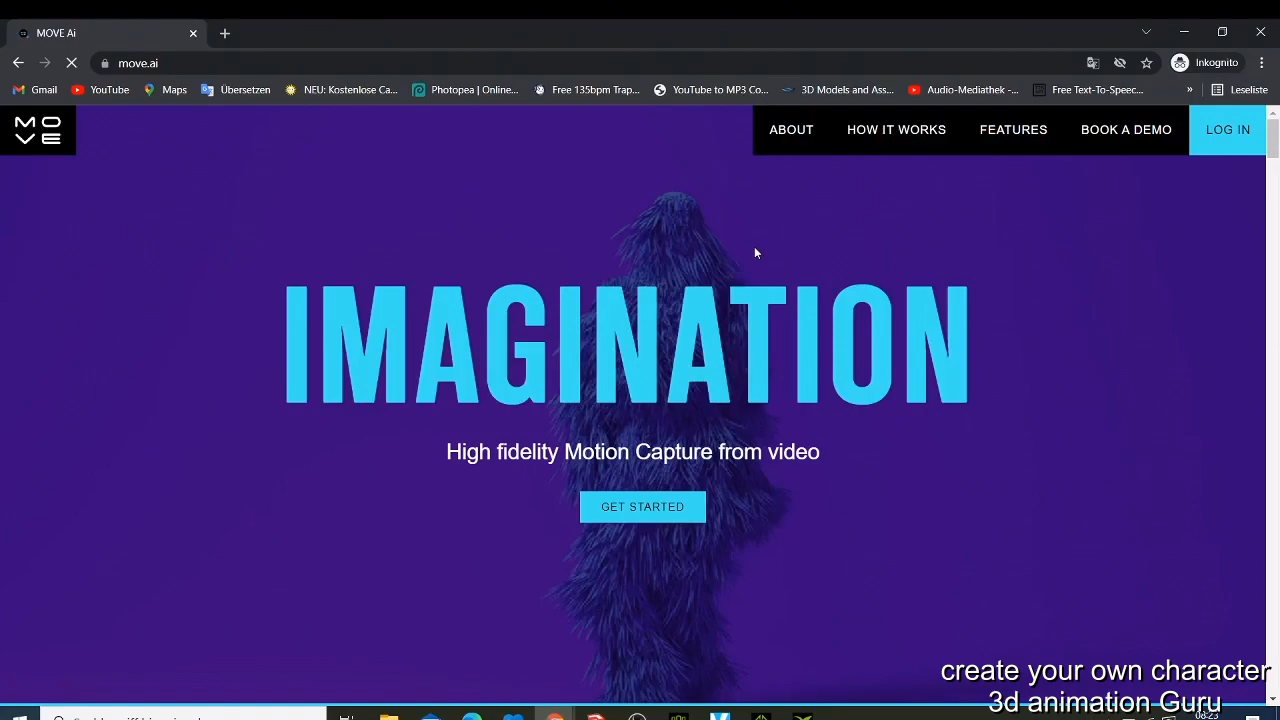 MOVE Ai
move.ai
Inkognito
Gmail
YouTube
Maps
Übersetzen
NEU: Kostenlose Ca...
Photopea | Online...
Free 135bpm Trap...
YouTube to MP3 Co...
3D Models and Ass...
Audio-Mediathek -...
Free Text-To-Speec...
»
Leseliste
MOVE
ABOUT
HOW IT WORKS
FEATURES
BOOK A DEMO
LOG IN
IMAGINATION
High fidelity Motion Capture from video
GET STARTED
create your own character
3d animation Guru
08:23